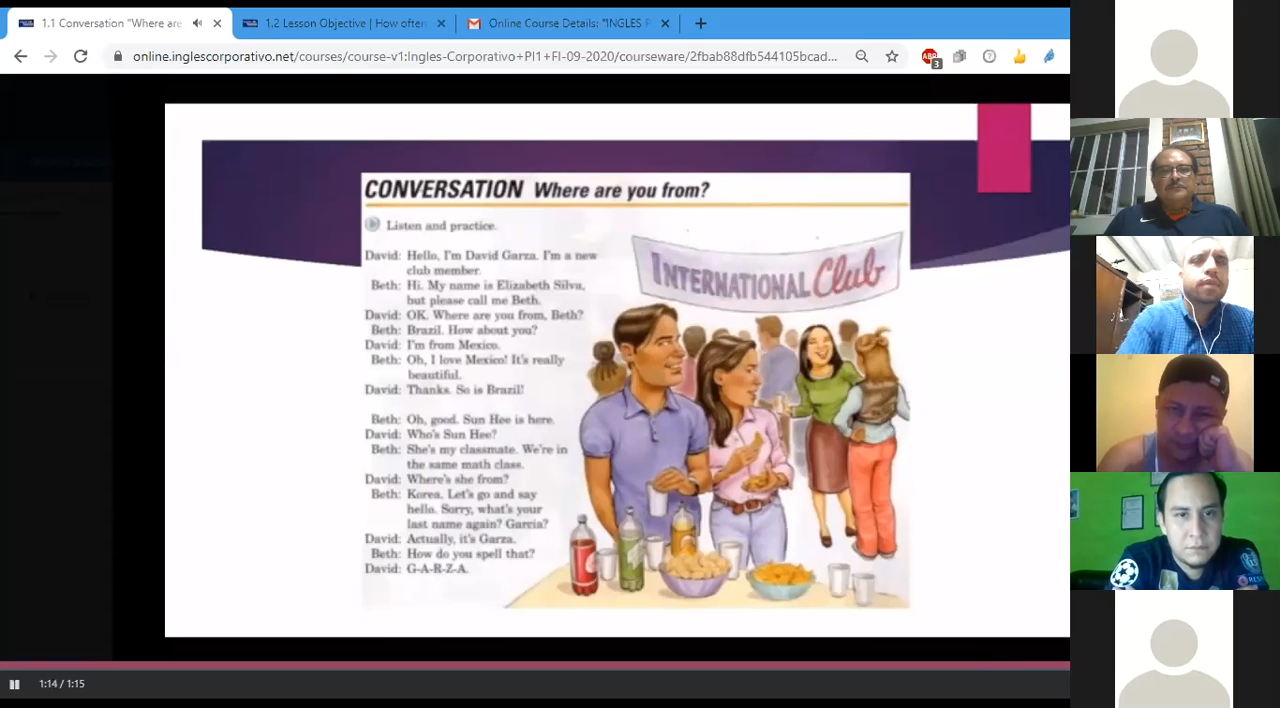 1.1 Conversation "Where are
1.2 Lesson Objective | How often
Online Course Details: "INGLES P
online.inglescorporativo.net/courses/course-v1:Ingles-Corporativo+PI1+FI-09-2020/courseware/2fbab88dfb544105bcad...
ABP
3
CONVERSATION Where are you from?
Listen and practice.
David: Hello, I'm David Garza. I'm a new
club member.
Beth: Hi. My name is Elizabeth Silva,
but please call me Beth.
David: OK. Where are you from, Beth?
Beth: Brazil. How about you?
David: I'm from Mexico.
Beth: Oh, I love Mexico! It's really
beautiful.
David: Thanks. So is Brazil!
Beth: Oh, good. Sun Hee is here.
David: Who's Sun Hee?
Beth: She's my classmate. We're in
the same math class.
David: Where's she from?
Beth: Korea. Let's go and say
hello. Sorry, what's your
last name again? Garcia?
David: Actually, it's Garza.
Beth: How do you spell that?
David: G-A-R-Z-A.
INTERNATIONAL Club
1:14 / 1:15